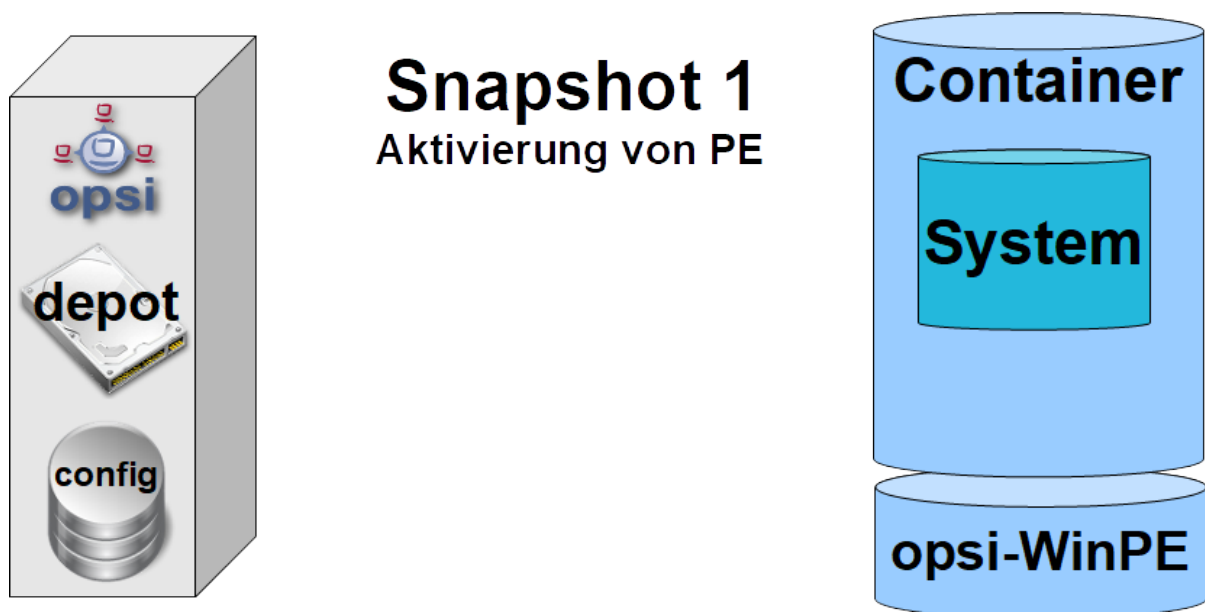 opsi
depot
config
Snapshot 1
Aktivierung von PE
Container
System
opsi-WinPE